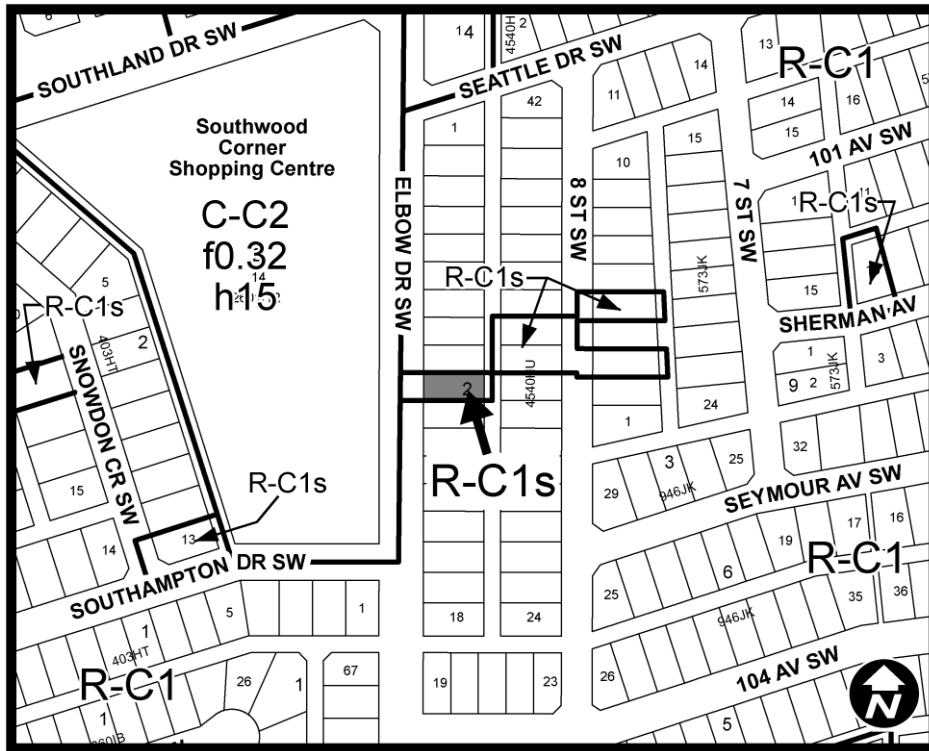 6
SOUTHLAND DR SW
14
4540H
2
SEATTLE DR SW
13
R-C1
14
11
42
14
16
5
1
15
15
101 AV SW
Southwood
Corner
Shopping Centre
10
C-C2
f0.32
h15
14
ELBOW DR SW
8 ST SW
7 ST SW
573JK
1
R-C1s
11
5
R-C1s
R-C1s
15
SHERMAN AV
403HT
2
SNOWDON CR SW
2
4540HU
1
3
573JK
9
2
24
1
R-C1s
32
3
25
15
R-C1s
29
946JK
SEYMOUR AV SW
13
14
17
16
19
SOUTHAMPTON DR SW
R-C1
6
25
5
1
18
24
35
36
1
403HT
946JK
104 AV SW
67
26
R-C1
26
1
19
23
N
1
5